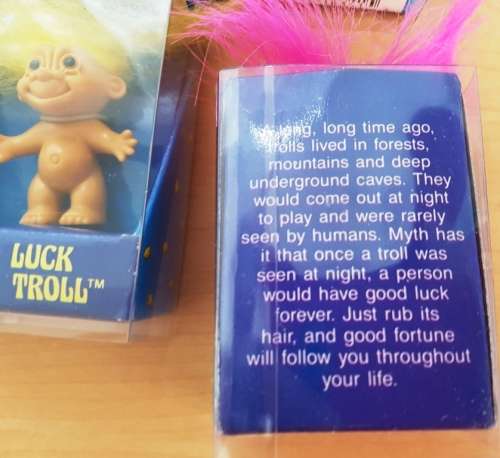 LUCK
TROLL™
long, long time ago,
trolls lived in forests,
mountains and deep
underground caves. They
would come out at night
to play and were rarely
seen by humans. Myth has
it that once a troll was
seen at night, a person
would have good luck
forever. Just rub its
hair, and good fortune
will follow you throughout
your life.